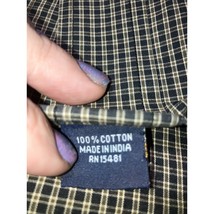 100% COTTON
MADE IN INDIA
RN 15481